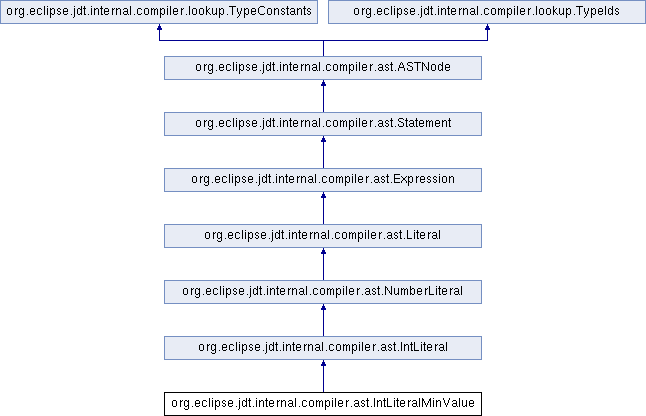 org.eclipse.jdt.internal.compiler.lookup.TypeConstants
org.eclipse.jdt.internal.compiler.lookup.TypeIds
org.eclipse.jdt.internal.compiler.ast.ASTNode
org.eclipse.jdt.internal.compiler.ast.Statement
org.eclipse.jdt.internal.compiler.ast.Expression
org.eclipse.jdt.internal.compiler.ast.Literal
org.eclipse.jdt.internal.compiler.ast.NumberLiteral
org.eclipse.jdt.internal.compiler.ast.IntLiteral
org.eclipse.jdt.internal.compiler.ast.IntLiteralMinValue